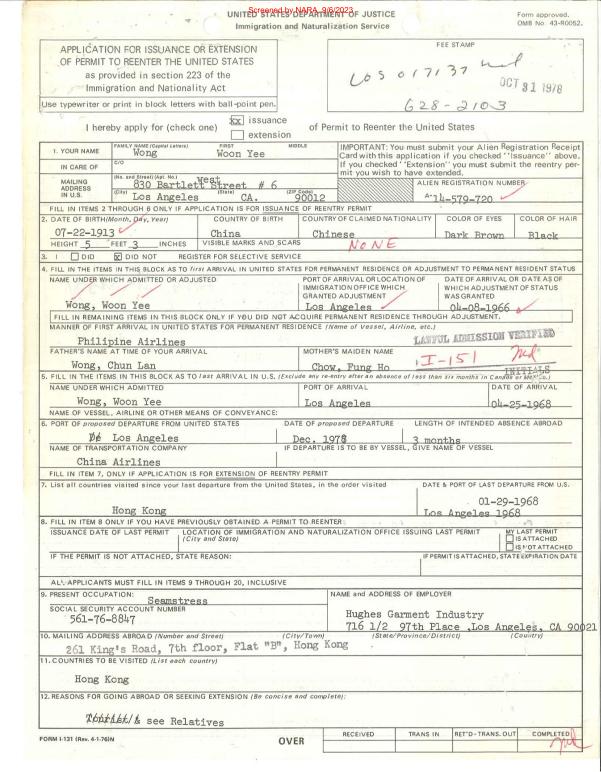 Screened by NARA, 9/6/2023
UNITED STATES DEPARTMENT OF JUSTICE
Immigration and Naturalization Service
Form approved.
OMB No. 43-R0052.
APPLICATION FOR ISSUANCE OR EXTENSION
OF PERMIT TO REENTER THE UNITED STATES
as provided in section 223 of the
Immigration and Nationality Act
Use typewriter or print in block letters with ball-point pen.
FEE STAMP
LOS 017137
OCT 31 1978
G28-2103
I hereby apply for (check one) xx issuance
extension
of Permit to Reenter the United States
1. YOUR NAME FAMILY NAME (Capital Letters) FIRST MIDDLE
Wong Woon Yee
IN CARE OF C/O
MAILING ADDRESS IN U.S. (No. and Street) (Apt. No.)
830 Bartlett west Street # 6
(City) (State) (ZIP Code)
Los Angeles CA. 90012
IMPORTANT: You must submit your Alien Registration Receipt
Card with this application if you checked "Issuance" above.
If you checked "Extension" you must submit the reentry per-
mit you wish to have extended.
ALIEN REGISTRATION NUMBER
A-14-579-720
FILL IN ITEMS 2 THROUGH 6 ONLY IF APPLICATION IS FOR ISSUANCE OF REENTRY PERMIT
2. DATE OF BIRTH (Month, Day, Year) COUNTRY OF BIRTH COUNTRY OF CLAIMED NATIONALITY COLOR OF EYES COLOR OF HAIR
07-22-1913 China Chinese Dark Brown Black
HEIGHT 5 FEET 3 INCHES VISIBLE MARKS AND SCARS NONE
3. I DID x DID NOT REGISTER FOR SELECTIVE SERVICE
4. FILL IN THE ITEMS IN THIS BLOCK AS TO first ARRIVAL IN UNITED STATES FOR PERMANENT RESIDENCE OR ADJUSTMENT TO PERMANENT RESIDENT STATUS
NAME UNDER WHICH ADMITTED OR ADJUSTED
Wong, Woon Yee
PORT OF ARRIVAL OR LOCATION OF
IMMIGRATION OFFICE WHICH
GRANTED ADJUSTMENT
Los Angeles
DATE OF ARRIVAL OR DATE AS OF
WHICH ADJUSTMENT OF STATUS
WAS GRANTED
04-08-1966
FILL IN REMAINING ITEMS IN THIS BLOCK ONLY IF YOU DID NOT ACQUIRE PERMANENT RESIDENCE THROUGH ADJUSTMENT.
MANNER OF FIRST ARRIVAL IN UNITED STATES FOR PERMANENT RESIDENCE (Name of Vessel, Airline, etc.)
Philipine Airlines
LAWFUL ADMISSION VERIFIED
I-151
INITIALS
FATHER'S NAME AT TIME OF YOUR ARRIVAL MOTHER'S MAIDEN NAME
Wong, Chun Lan Chow, Fung Ho
5. FILL IN THE ITEMS IN THIS BLOCK AS TO last ARRIVAL IN U.S. (Exclude any re-entry after an absence of less than six months in Canada or Mexico.)
NAME UNDER WHICH ADMITTED PORT OF ARRIVAL DATE OF ARRIVAL
Wong, Woon Yee Los Angeles 04-25-1968
NAME OF VESSEL, AIRLINE OR OTHER MEANS OF CONVEYANCE:
6. PORT OF proposed DEPARTURE FROM UNITED STATES DATE OF proposed DEPARTURE LENGTH OF INTENDED ABSENCE ABROAD
Los Angeles Dec. 1978 3 months
NAME OF TRANSPORTATION COMPANY IF DEPARTURE IS TO BE BY VESSEL, GIVE NAME OF VESSEL
China Airlines
FILL IN ITEM 7, ONLY IF APPLICATION IS FOR EXTENSION OF REENTRY PERMIT
7. List all countries visited since your last departure from the United States, in the order visited
Hong Kong
DATE & PORT OF LAST DEPARTURE FROM U.S.
01-29-1968
Los Angeles 1968
8. FILL IN ITEM 8 ONLY IF YOU HAVE PREVIOUSLY OBTAINED A PERMIT TO REENTER:
ISSUANCE DATE OF LAST PERMIT LOCATION OF IMMIGRATION AND NATURALIZATION OFFICE ISSUING LAST PERMIT
(City and State)
MY LAST PERMIT
IS ATTACHED
IS NOT ATTACHED
IF THE PERMIT IS NOT ATTACHED, STATE REASON: IF PERMIT IS ATTACHED, STATE EXPIRATION DATE
ALL APPLICANTS MUST FILL IN ITEMS 9 THROUGH 20, INCLUSIVE
9. PRESENT OCCUPATION: Seamstress
SOCIAL SECURITY ACCOUNT NUMBER
561-76-8847
NAME and ADDRESS OF EMPLOYER
Hughes Garment Industry
716 1/2 97th Place ,Los Angeles, CA 90021
10. MAILING ADDRESS ABROAD (Number and Street) (City/Town) (State/Province/District) (Country)
261 King's Road, 7th floor, Flat "B", Hong Kong
11. COUNTRIES TO BE VISITED (List each country)
Hong Kong
12. REASONS FOR GOING ABROAD OR SEEKING EXTENSION (Be concise and complete):
see Relatives
FORM I-131 (Rev. 4-1-76)N
OVER
RECEIVED TRANS IN RET'D-TRANS. OUT COMPLETED